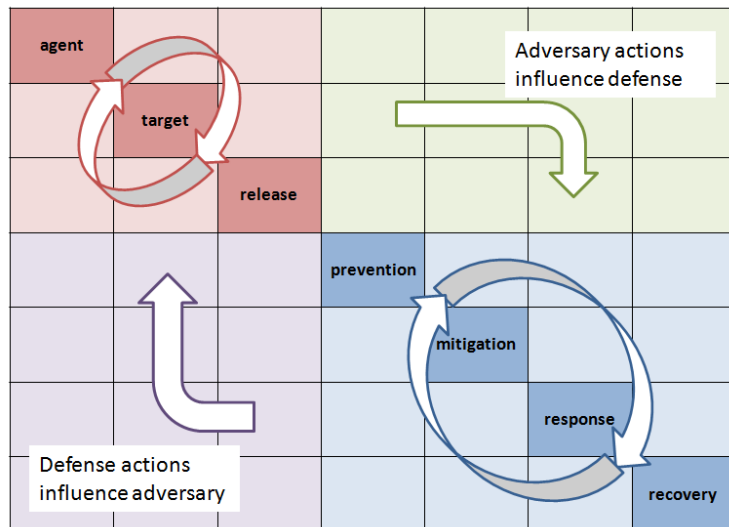 agent
Adversary actions
influence defense
target
release
prevention
mitigation
response
Defense actions
influence adversary
recovery